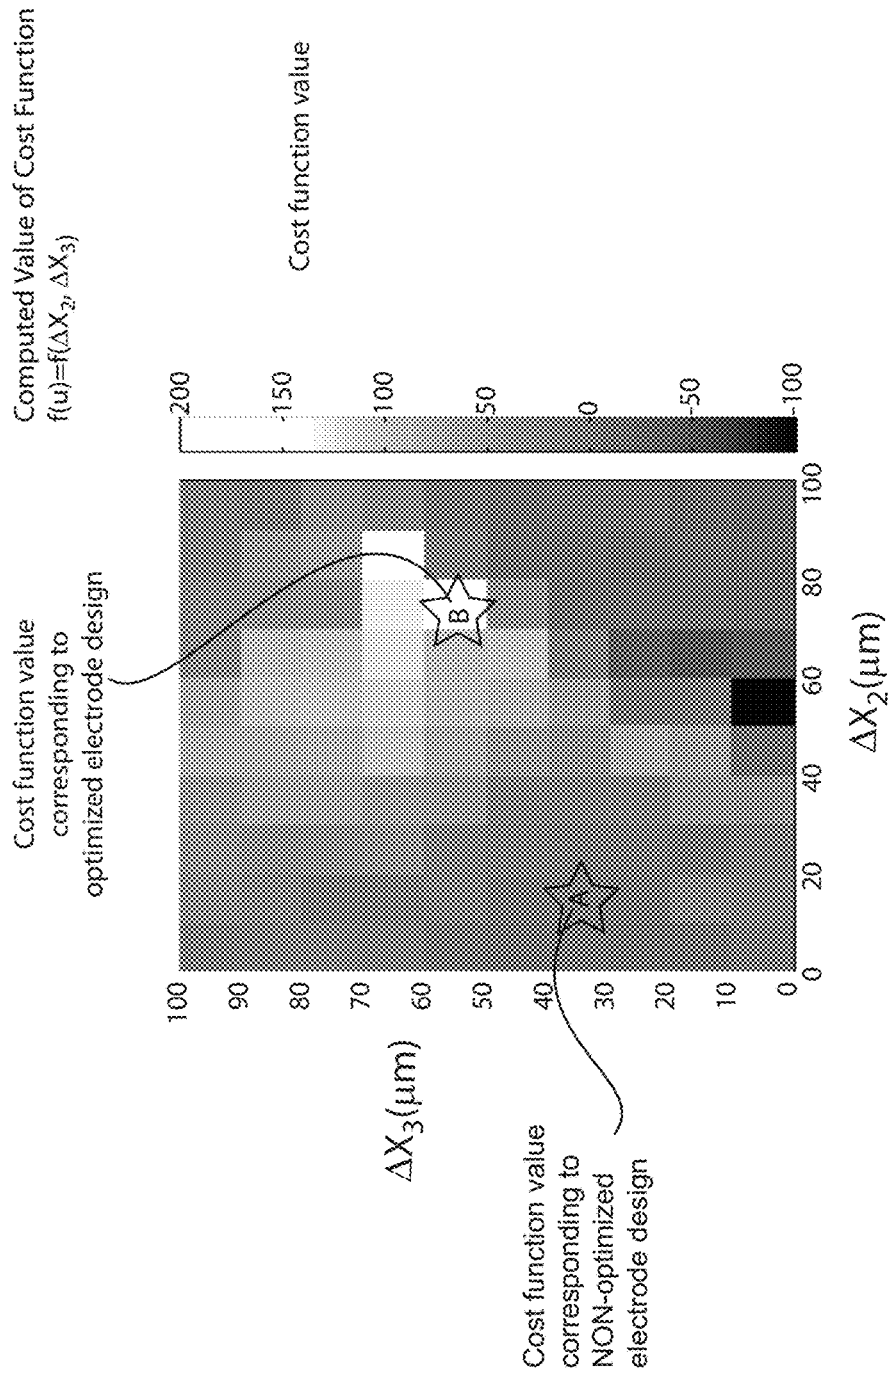 Computed Value of Cost Function
f(u)=f(ΔX₂, ΔX₃)
Cost function value
corresponding to
optimized electrode design
Cost function value
200
150
100
50
0
-50
-100
100
90
80
70
60
50
40
30
20
10
0
ΔX₃(μm)
B
A
0
20
40
60
80
100
ΔX₂(μm)
Cost function value
corresponding to
NON-optimized
electrode design